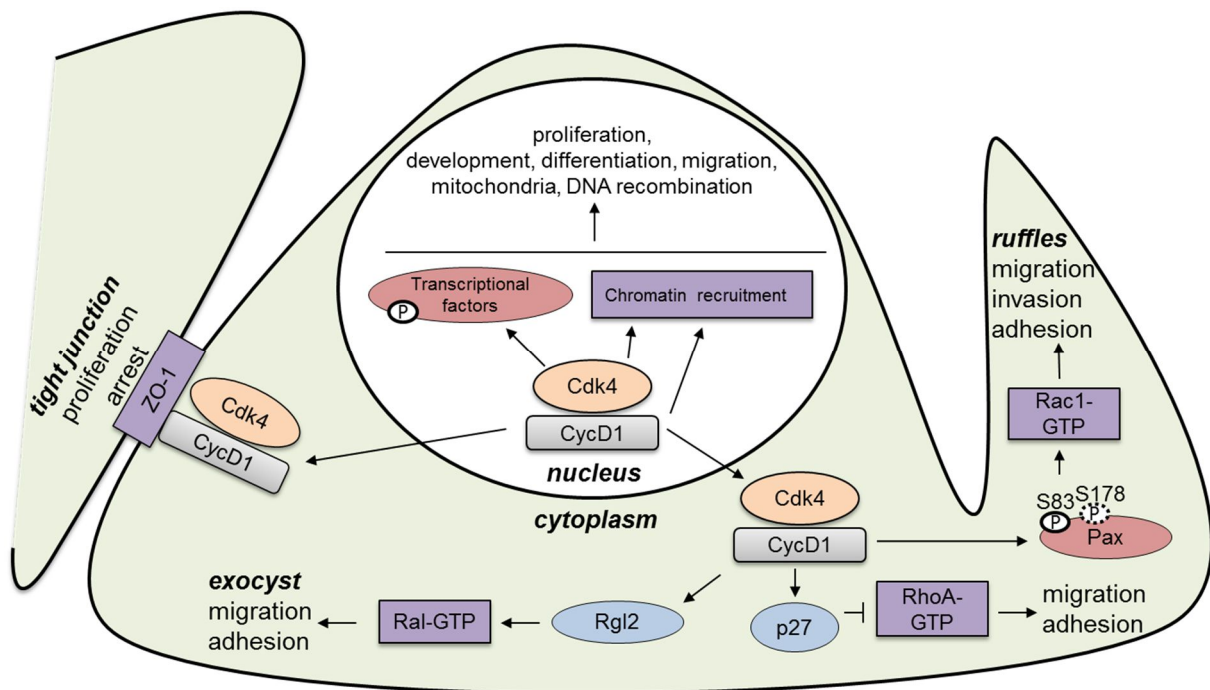 proliferation,
development, differentiation, migration,
mitochondria, DNA recombination
Transcriptional
factors
P
Chromatin recruitment
Cdk4
CycD1
nucleus
cytoplasm
tight junction
proliferation
arrest
ZO-1
Cdk4
CycD1
Cdk4
CycD1
ruffles
migration
invasion
adhesion
Rac1-
GTP
S83 S178
P P
Pax
exocyst
migration
adhesion
Ral-GTP
Rgl2
p27
RhoA-
GTP
migration
adhesion